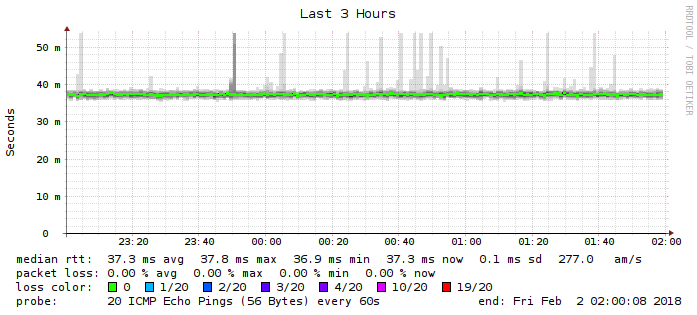 Last 3 Hours
RRDTOOL / TOBI OETIKER
50 m
40 m
30 m
20 m
10 m
0
Seconds
23:20 23:40 00:00 00:20 00:40 01:00 01:20 01:40 02:00
median rtt: 37.3 ms avg 37.8 ms max 36.9 ms min 37.3 ms now 0.1 ms sd 277.0 am/s
packet loss: 0.00 % avg 0.00 % max 0.00 % min 0.00 % now
loss color: 0 1/20 2/20 3/20 4/20 10/20 19/20
probe: 20 ICMP Echo Pings (56 Bytes) every 60s end: Fri Feb 2 02:00:08 2018